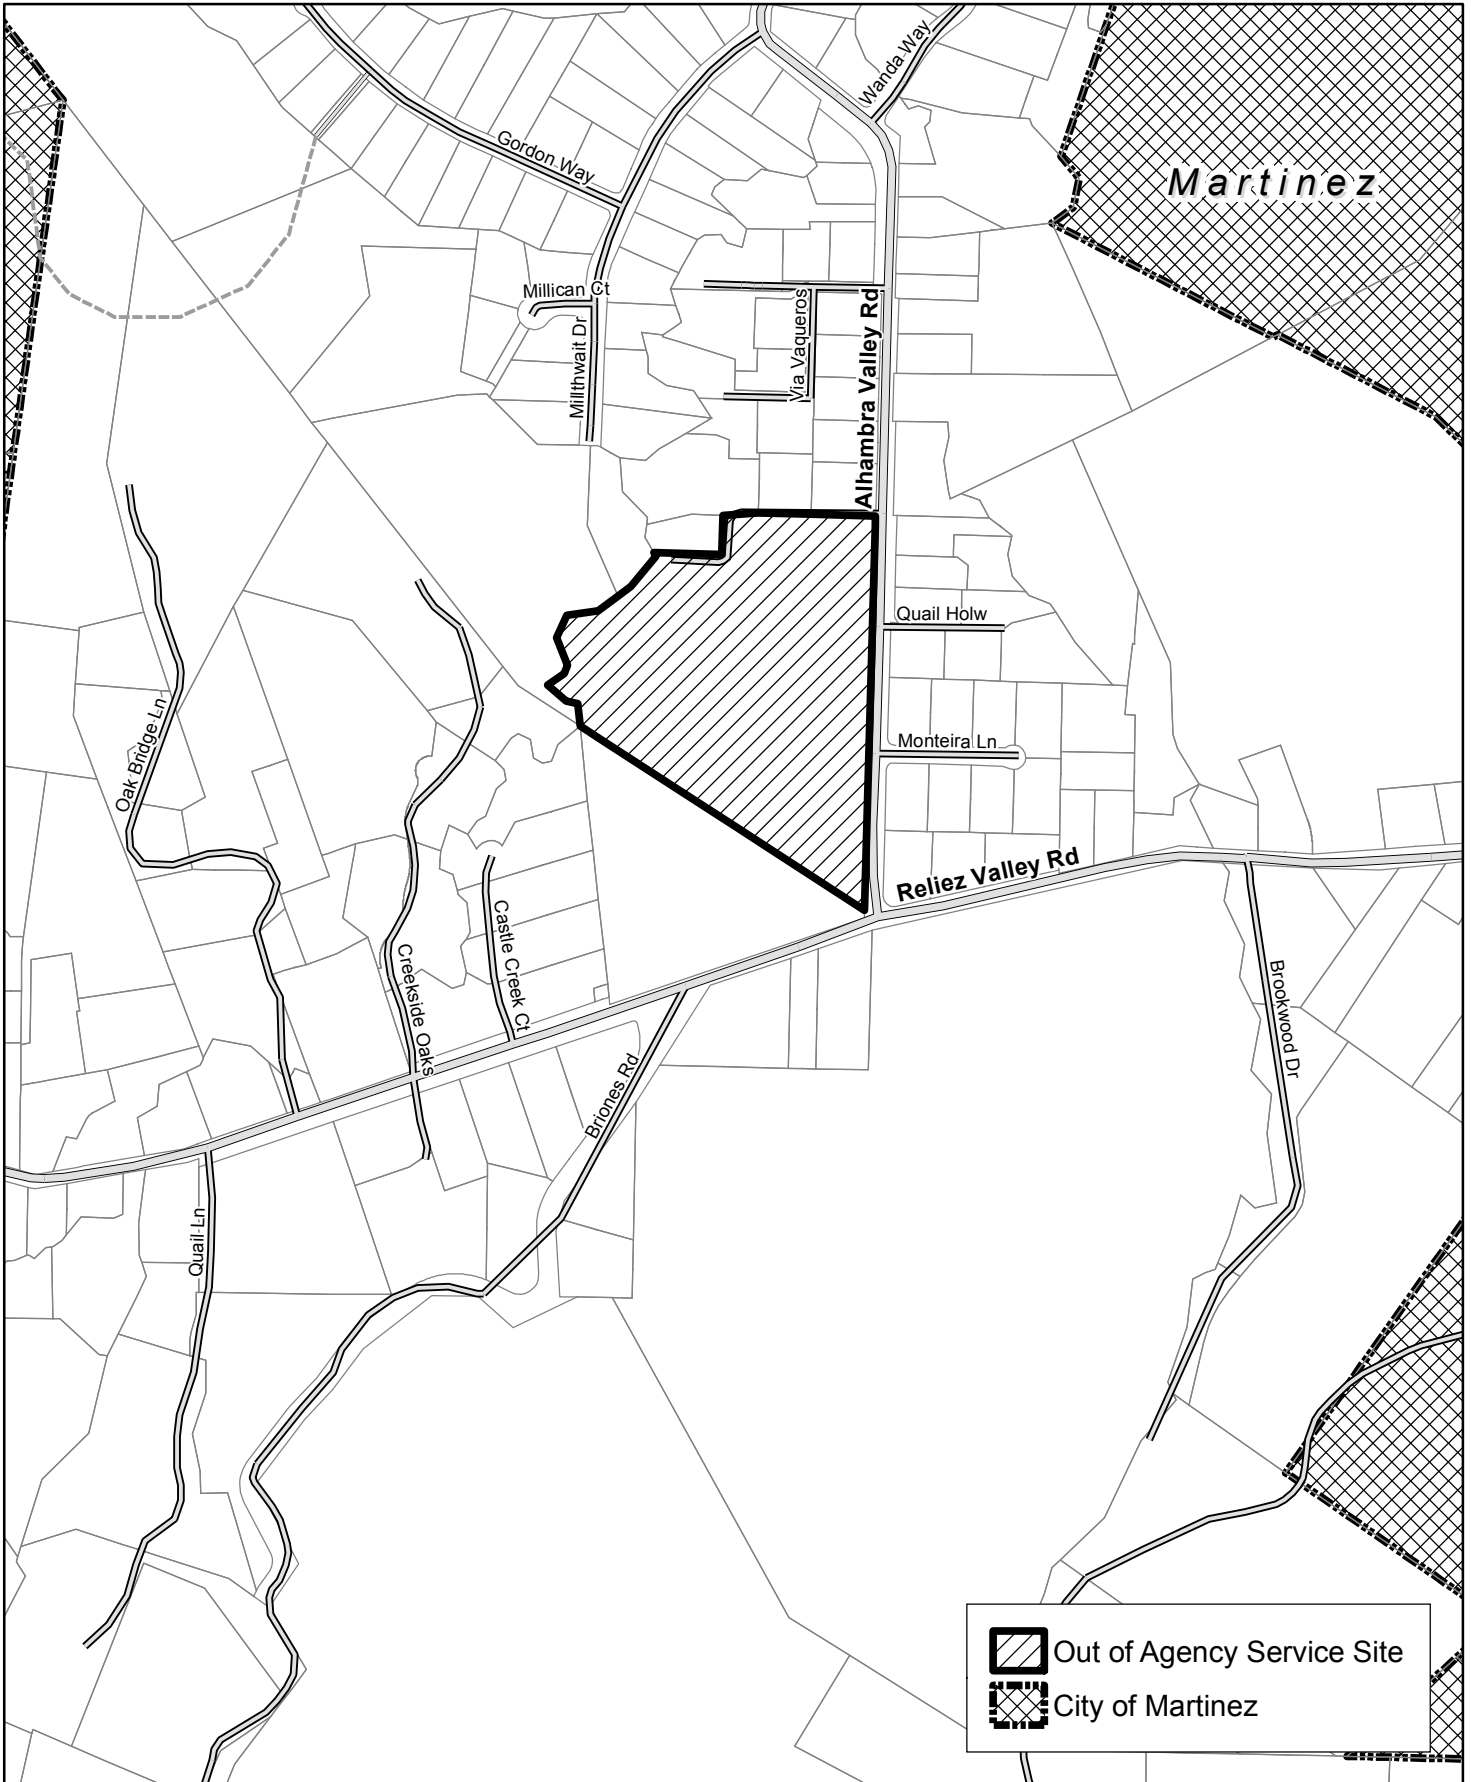 Wanda Way
Martinez
Gordon Way
Millican Ct
Millthwait Dr
Via Vaqueros
Alhambra Valley Rd
Quail Holw
Oak Bridge Ln
Monteira Ln
Reliez Valley Rd
Castle Creek Ct
Creekside Oaks
Brookwood Dr
Briones Rd
Quail Ln
Out of Agency Service Site
City of Martinez